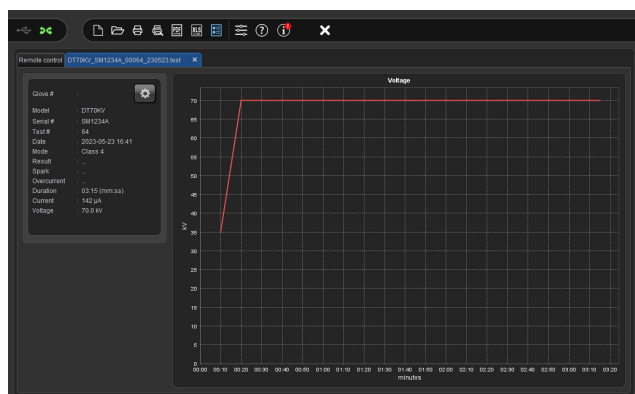 PDF XLS
Remote control DT70KV_SM1234A_00064_230523.test ×
Glove # :
Model : DT70KV
Serial # : SM1234A
Test # : 64
Date : 2023-05-23 16:41
Mode : Class 4
Result : ...
Spark : ...
Overcurrent : ...
Duration : 03:15 (mm:ss)
Current : 142 µA
Voltage : 70.0 kV
Voltage
70
65
60
55
50
45
40
35
30
25
20
15
10
5
0
kV
00:00 00:10 00:20 00:30 00:40 00:50 01:00 01:10 01:20 01:30 01:40 01:50 02:00 02:10 02:20 02:30 02:40 02:50 03:00 03:10 03:20
minutes